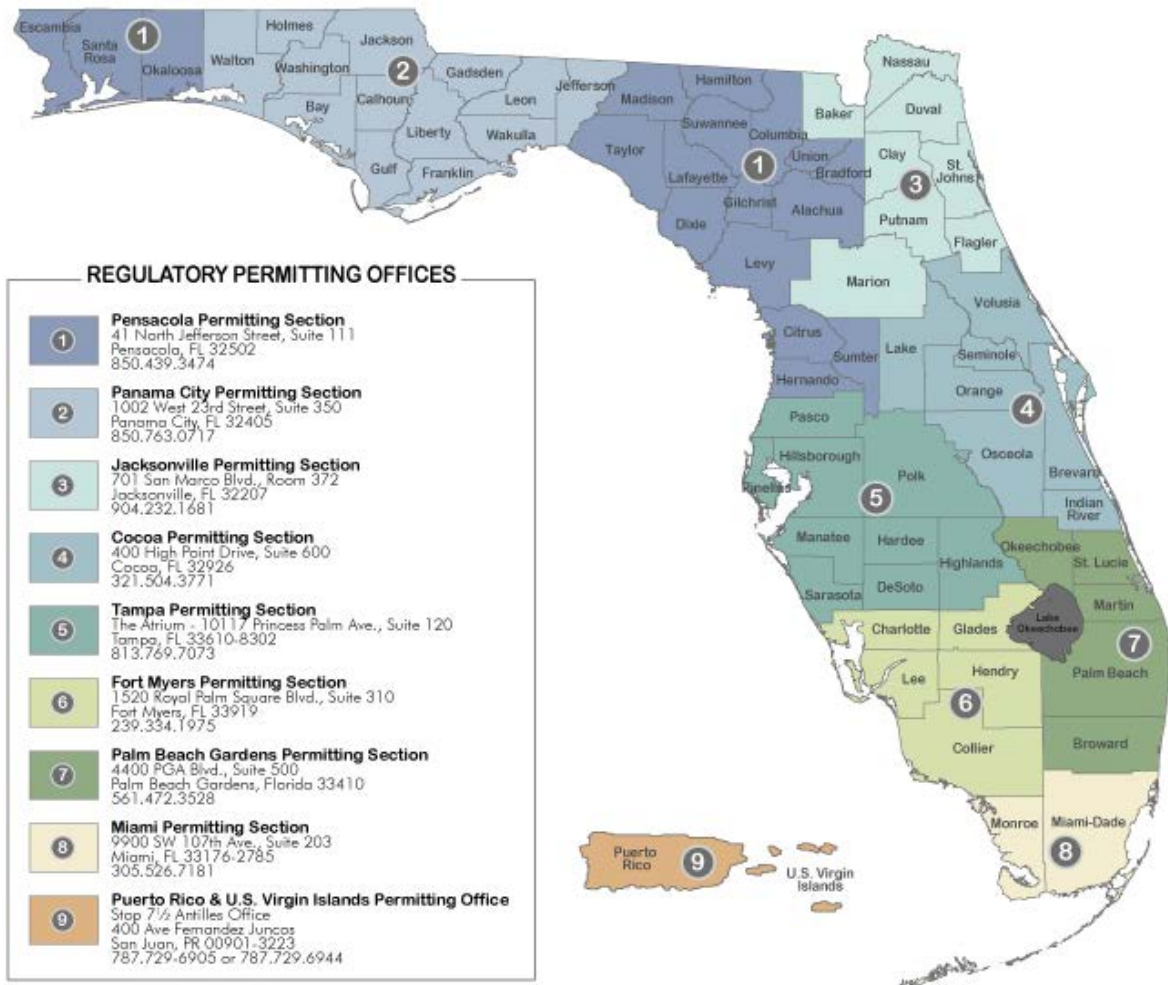 Escambia
Santa
Rosa
Okaloosa
1
Walton
Holmes
Washington
Bay
Jackson
2
Calhoun
Gulf
Gadsden
Liberty
Franklin
Leon
Wakulla
Jefferson
Madison
Taylor
Hamilton
Suwannee
Lafayette
Dixie
Columbia
1
Gilchrist
Union
Bradford
Alachua
Levy
Baker
Nassau
Duval
Clay
St.
Johns
3
Putnam
Flagler
Marion
Citrus
Sumter
Hernando
Lake
Volusia
Seminole
Orange
4
Osceola
Brevard
Indian
River
Pasco
Hillsborough
Pinellas
Polk
5
Manatee
Hardee
Highlands
Sarasota
DeSoto
Okeechobee
St. Lucie
Martin
Lake
Okeechobee
7
Palm Beach
Broward
Charlotte
Glades
Lee
Hendry
6
Collier
Monroe
Miami-Dade
8
Puerto
Rico
9
U.S. Virgin
Islands
REGULATORY PERMITTING OFFICES
1
Pensacola Permitting Section
41 North Jefferson Street, Suite 111
Pensacola, FL 32502
850.439.3474
2
Panama City Permitting Section
1002 West 23rd Street, Suite 350
Panama City, FL 32405
850.763.0717
3
Jacksonville Permitting Section
701 San Marco Blvd., Room 372
Jacksonville, FL 32207
904.232.1681
4
Cocoa Permitting Section
400 High Point Drive, Suite 600
Cocoa, FL 32926
321.504.3771
5
Tampa Permitting Section
The Atrium - 10117 Princess Palm Ave., Suite 120
Tampa, FL 33610-8302
813.769.7073
6
Fort Myers Permitting Section
1520 Royal Palm Square Blvd., Suite 310
Fort Myers, FL 33919
239.334.1975
7
Palm Beach Gardens Permitting Section
4400 PGA Blvd., Suite 500
Palm Beach Gardens, Florida 33410
561.472.3528
8
Miami Permitting Section
9900 SW 107th Ave., Suite 203
Miami, FL 33176-2785
305.526.7181
9
Puerto Rico & U.S. Virgin Islands Permitting Office
Stop 7½ Antilles Office
400 Ave Fernandez Juncos
San Juan, PR 00901-3223
787.729-6905 or 787.729.6944